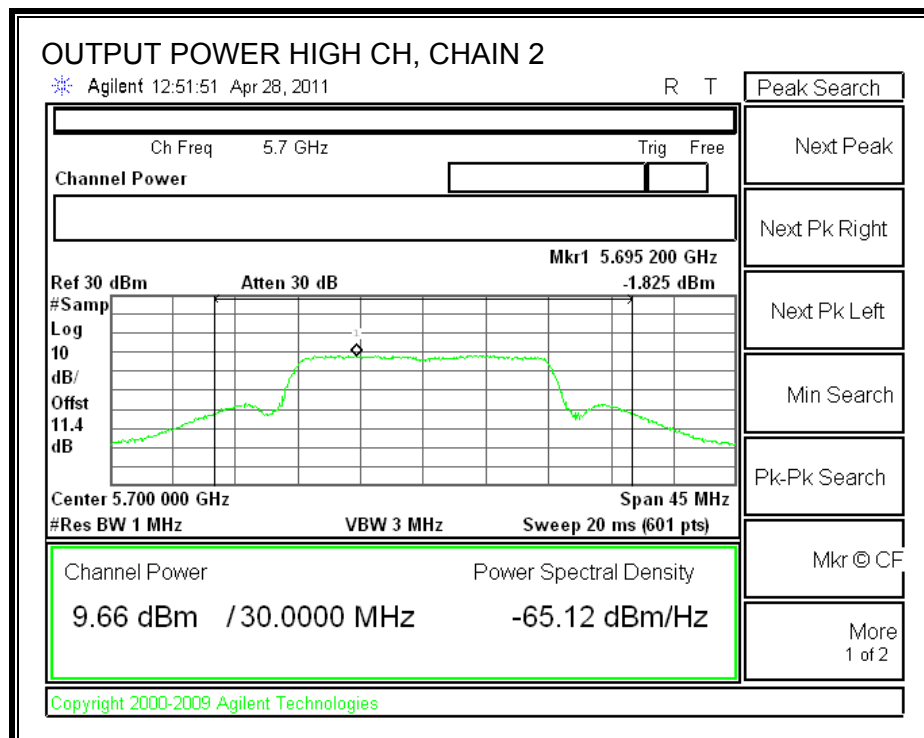 OUTPUT POWER HIGH CH, CHAIN 2
Agilent 12:51:51 Apr 28, 2011 R T
Peak Search
Ch Freq 5.7 GHz Trig Free
Next Peak
Channel Power
Next Pk Right
Mkr1 5.695 200 GHz
Ref 30 dBm Atten 30 dB -1.825 dBm
#Samp
Log
10
dB/
Offst
11.4
dB
1
Next Pk Left
Min Search
Pk-Pk Search
Center 5.700 000 GHz Span 45 MHz
#Res BW 1 MHz VBW 3 MHz Sweep 20 ms (601 pts)
Channel Power Power Spectral Density
9.66 dBm / 30.0000 MHz -65.12 dBm/Hz
Mkr © CF
More
1 of 2
Copyright 2000-2009 Agilent Technologies